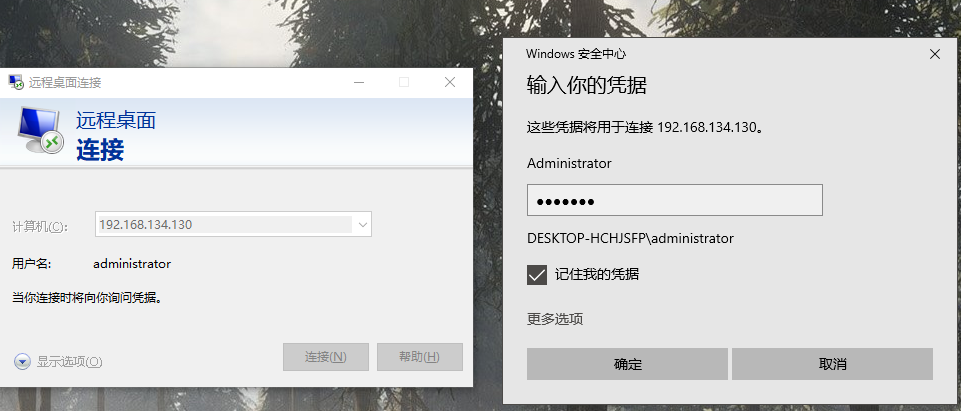 远程桌面连接
远程桌面
连接
计算机(C):
192.168.134.130
用户名:
administrator
当你连接时将向你询问凭据。
显示选项(O)
连接(N)
帮助(H)
Windows 安全中心
输入你的凭据
这些凭据将用于连接 192.168.134.130。
Administrator
●●●●●●●
DESKTOP-HCHJSFP\administrator
记住我的凭据
更多选项
确定
取消